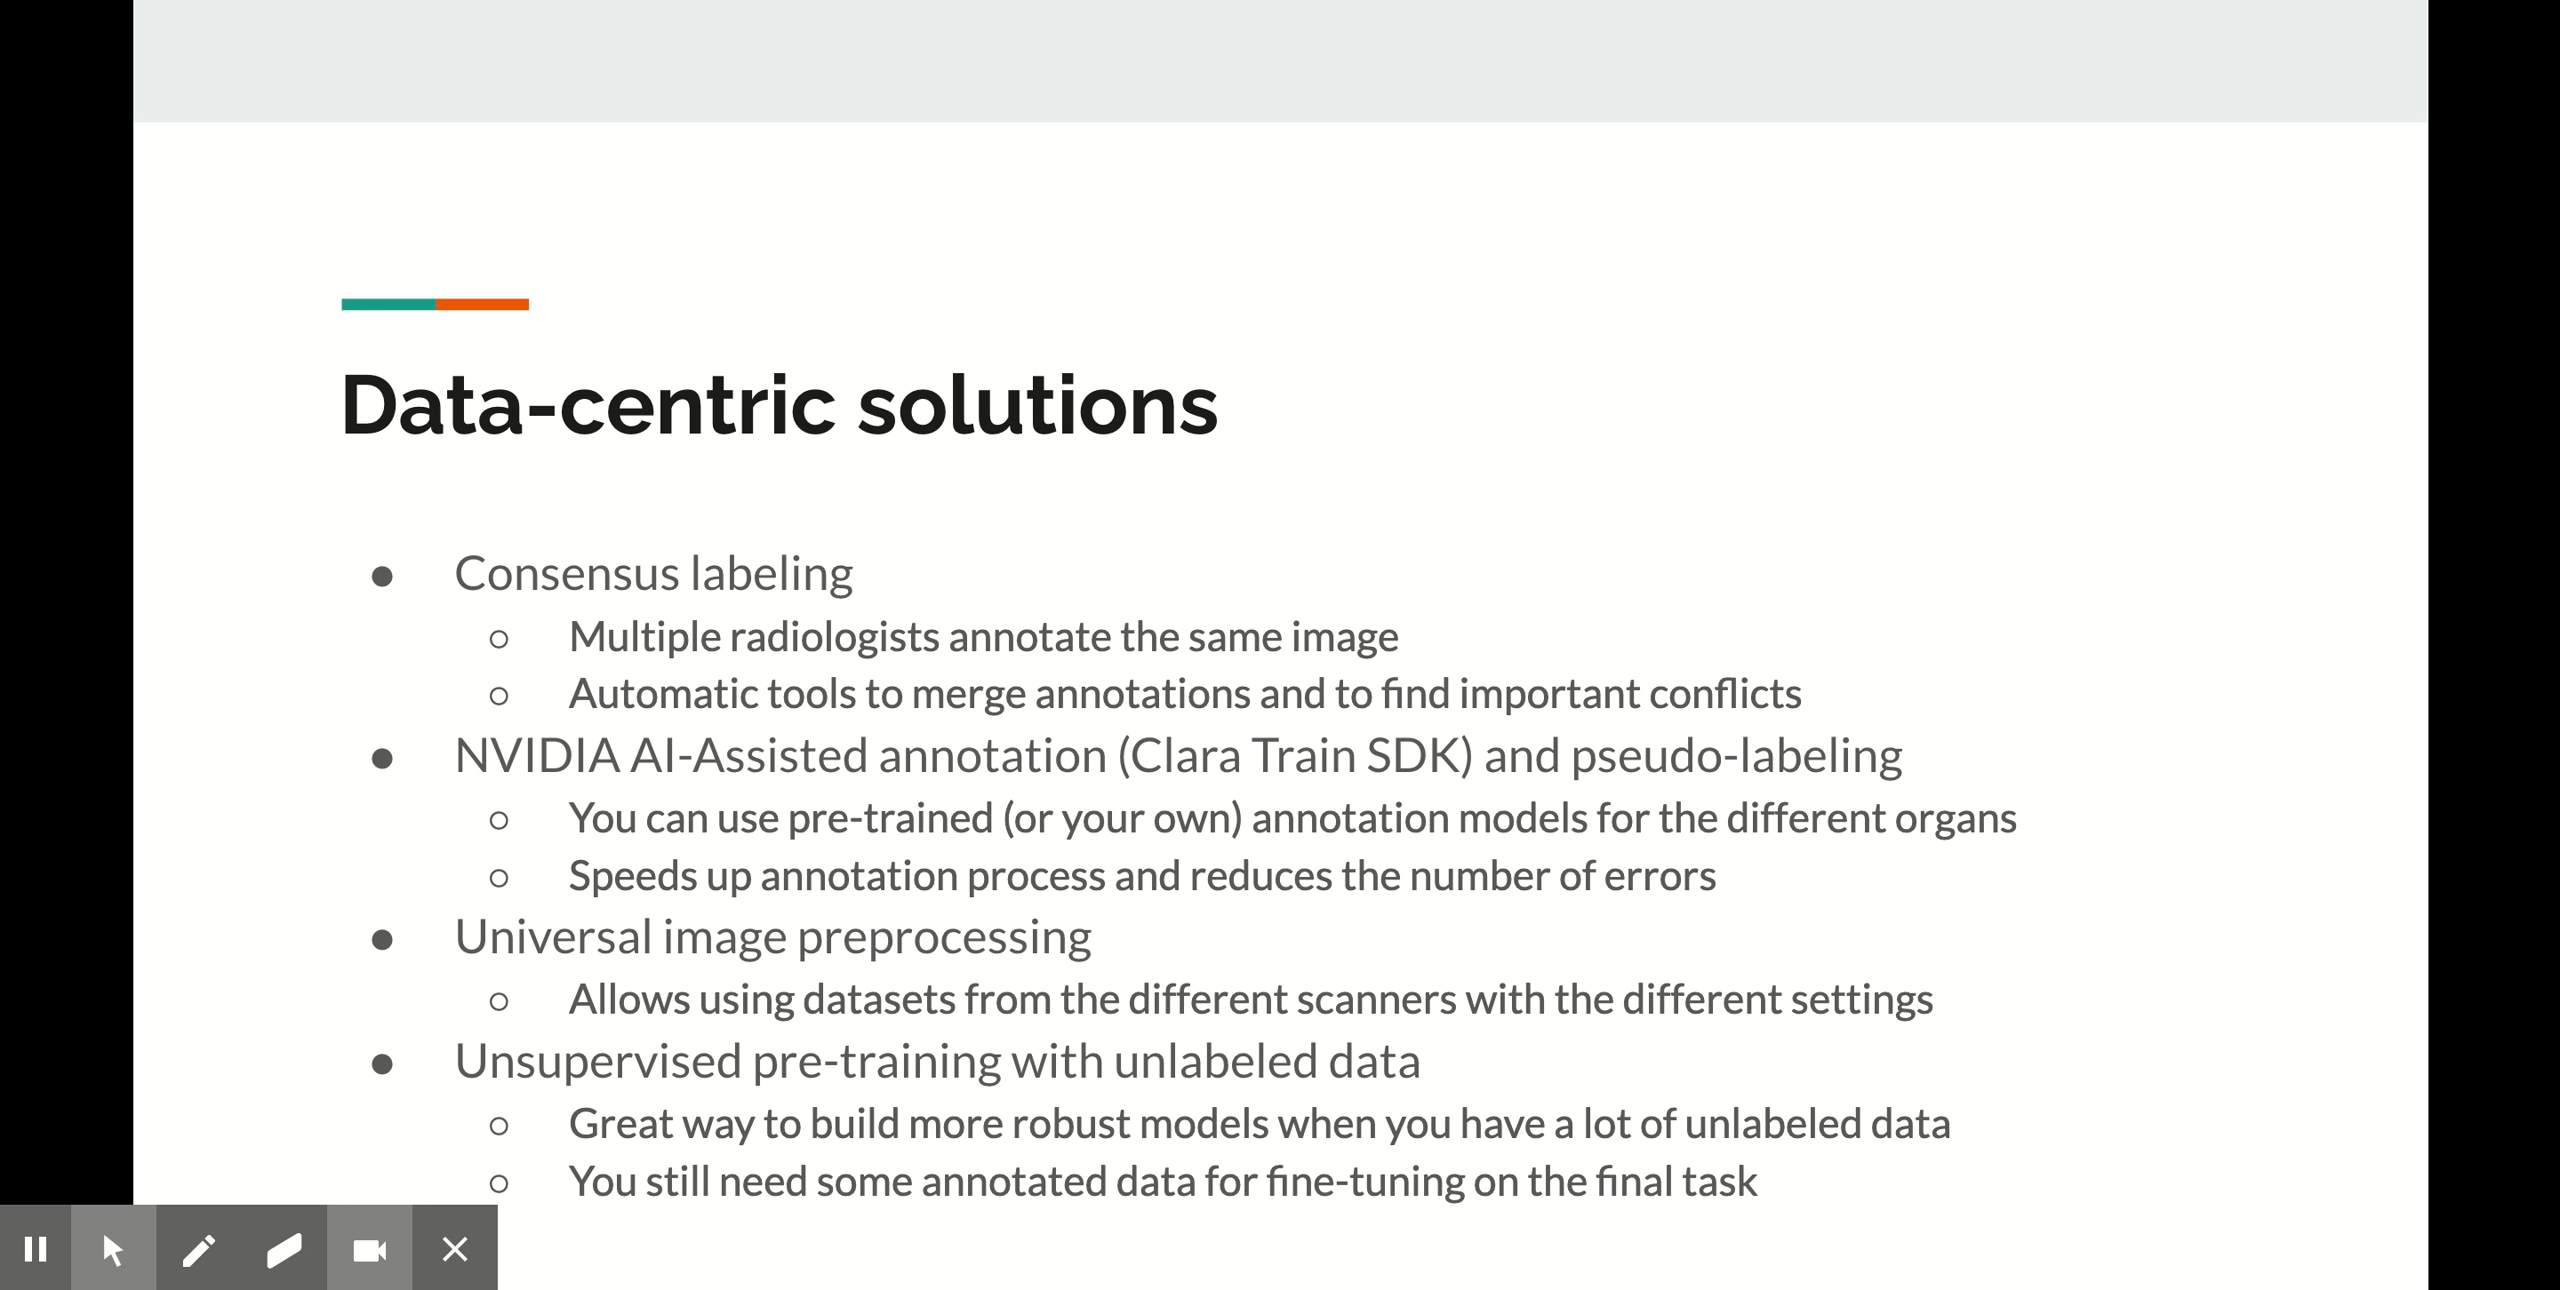 Data-centric solutions
● Consensus labeling
○ Multiple radiologists annotate the same image
○ Automatic tools to merge annotations and to find important conflicts
● NVIDIA AI-Assisted annotation (Clara Train SDK) and pseudo-labeling
○ You can use pre-trained (or your own) annotation models for the different organs
○ Speeds up annotation process and reduces the number of errors
● Universal image preprocessing
○ Allows using datasets from the different scanners with the different settings
● Unsupervised pre-training with unlabeled data
○ Great way to build more robust models when you have a lot of unlabeled data
○ You still need some annotated data for fine-tuning on the final task